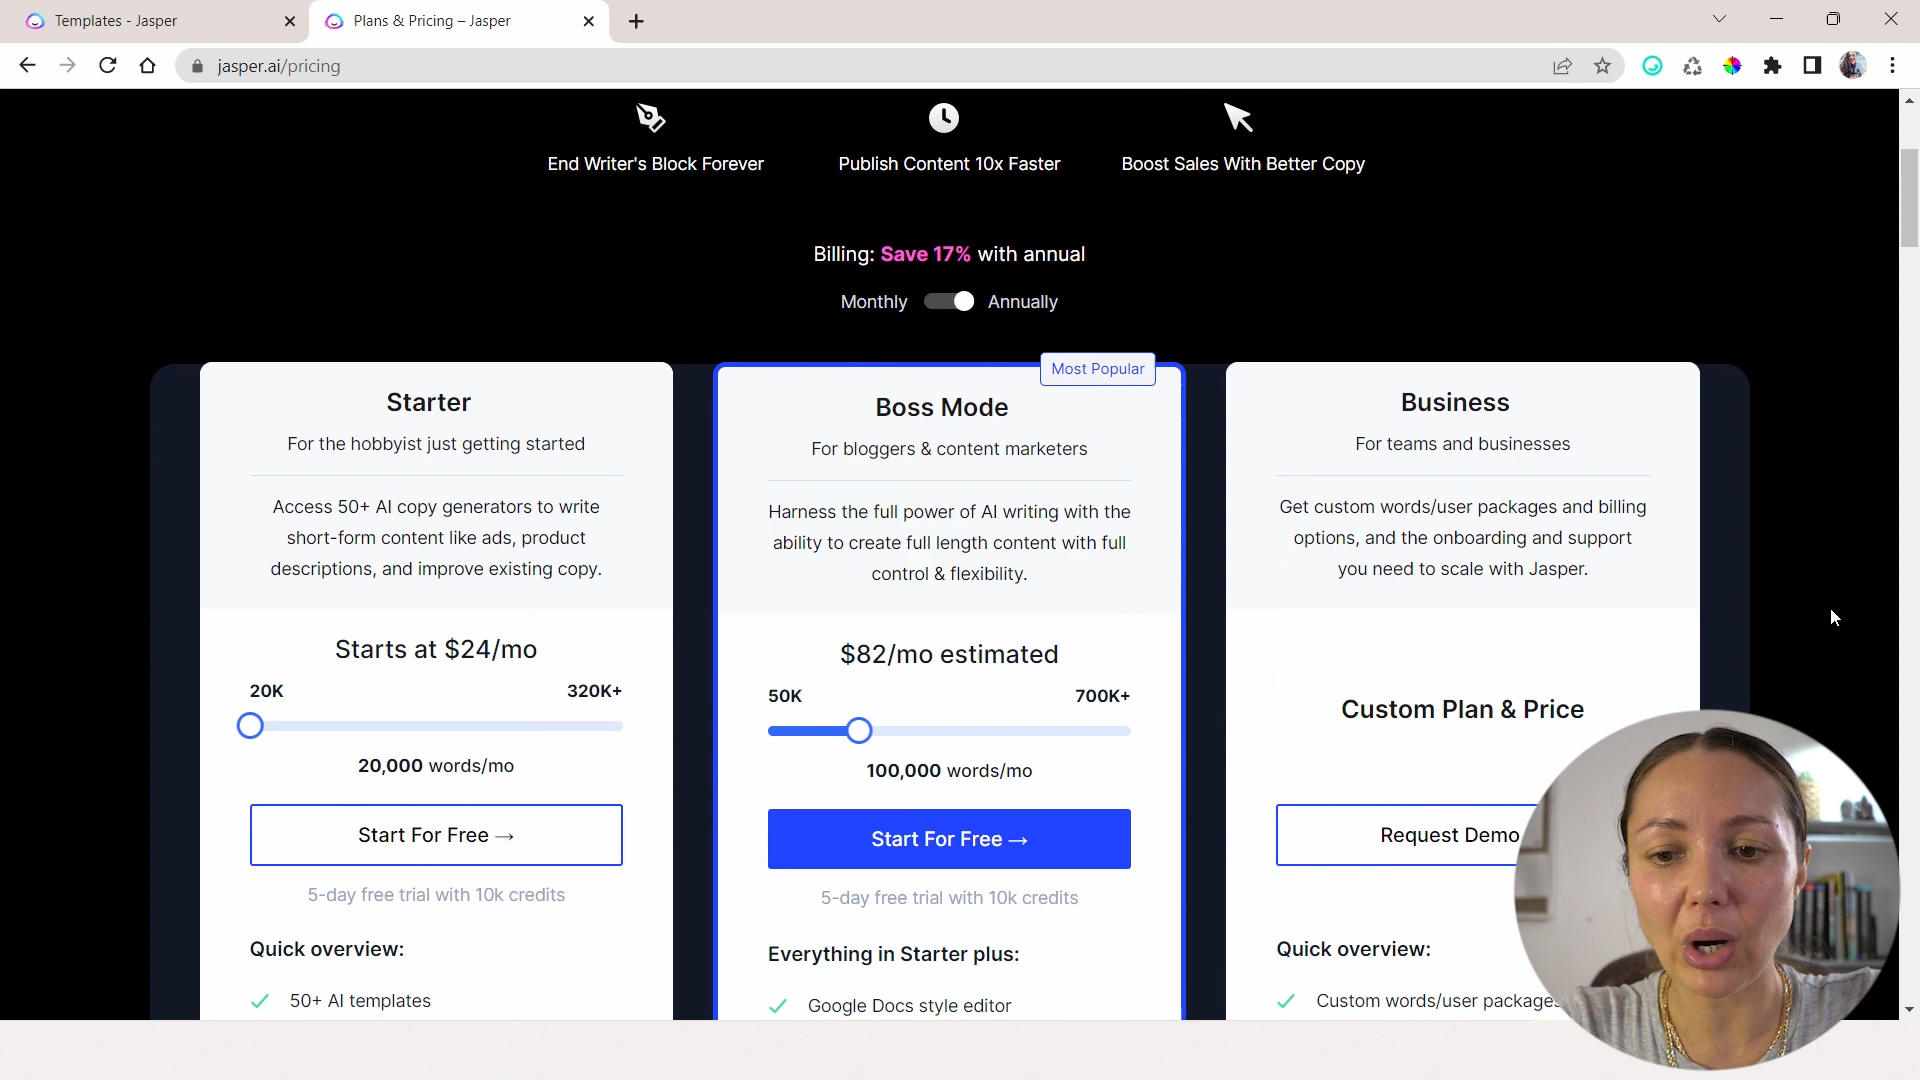 Templates - Jasper
Plans & Pricing – Jasper
jasper.ai/pricing
End Writer's Block Forever
Publish Content 10x Faster
Boost Sales With Better Copy
Billing: Save 17% with annual
Monthly
Annually
Starter
For the hobbyist just getting started
Access 50+ AI copy generators to write
short-form content like ads, product
descriptions, and improve existing copy.
Starts at $24/mo
20K
320K+
20,000 words/mo
Start For Free →
5-day free trial with 10k credits
Quick overview:
50+ AI templates
Most Popular
Boss Mode
For bloggers & content marketers
Harness the full power of AI writing with the
ability to create full length content with full
control & flexibility.
$82/mo estimated
50K
700K+
100,000 words/mo
Start For Free →
5-day free trial with 10k credits
Everything in Starter plus:
Google Docs style editor
Business
For teams and businesses
Get custom words/user packages and billing
options, and the onboarding and support
you need to scale with Jasper.
Custom Plan & Price
Request Demo
Quick overview:
Custom words/user packages